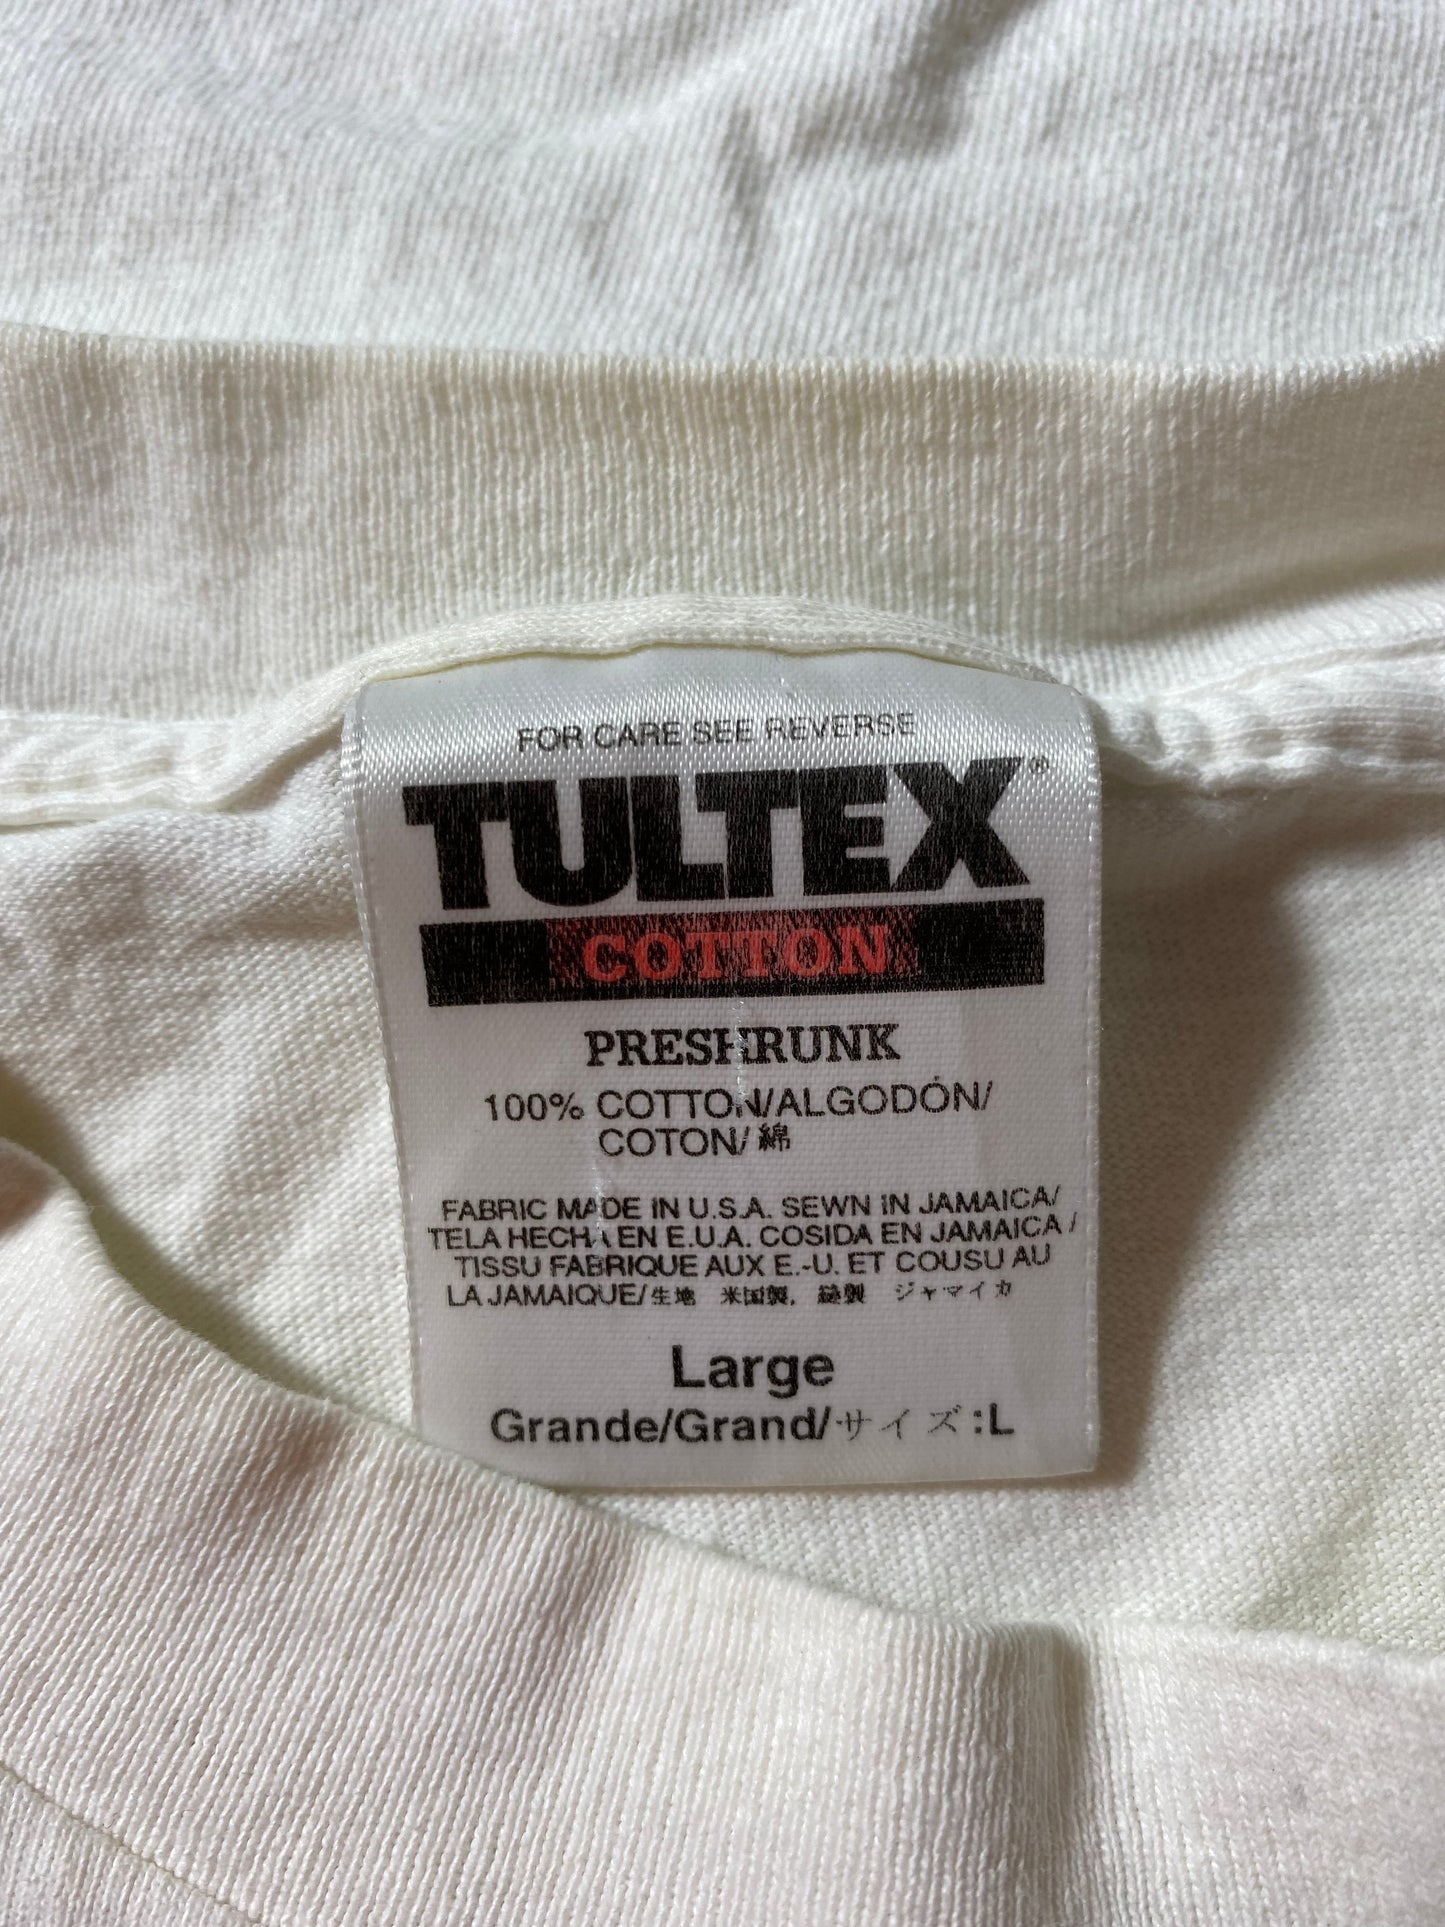 FOR CARE SEE REVERSE
TULTEX®
COTTON
PRESHRUNK
100% COTTON/ALGODÓN/
COTON/綿
FABRIC MADE IN U.S.A. SEWN IN JAMAICA/
TELA HECHA EN E.U.A. COSIDA EN JAMAICA /
TISSU FABRIQUE AUX E.-U. ET COUSU AU
LA JAMAIQUE/生地 米国製, 縫製 ジャマイカ
Large
Grande/Grand/サイズ:L